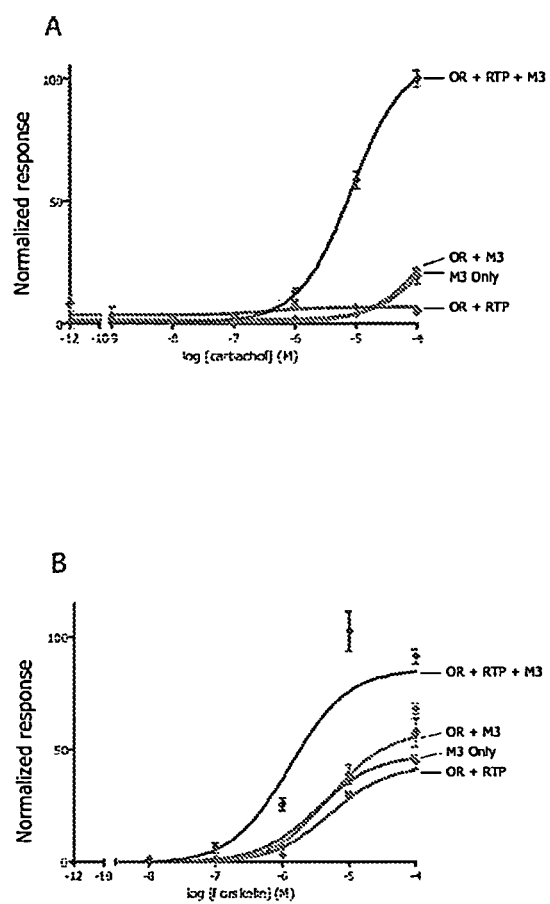 A
Normalized response
100
50
0
OR + RTP + M3
OR + M3
M3 Only
OR + RTP
-12 -10 -9 -8 -7 -6 -5 -4
log [carbachol] (M)
B
Normalized response
100
50
0
OR + RTP + M3
OR + M3
M3 Only
OR + RTP
-12 -10 -8 -7 -6 -5 -4
log [Forskolin] (M)